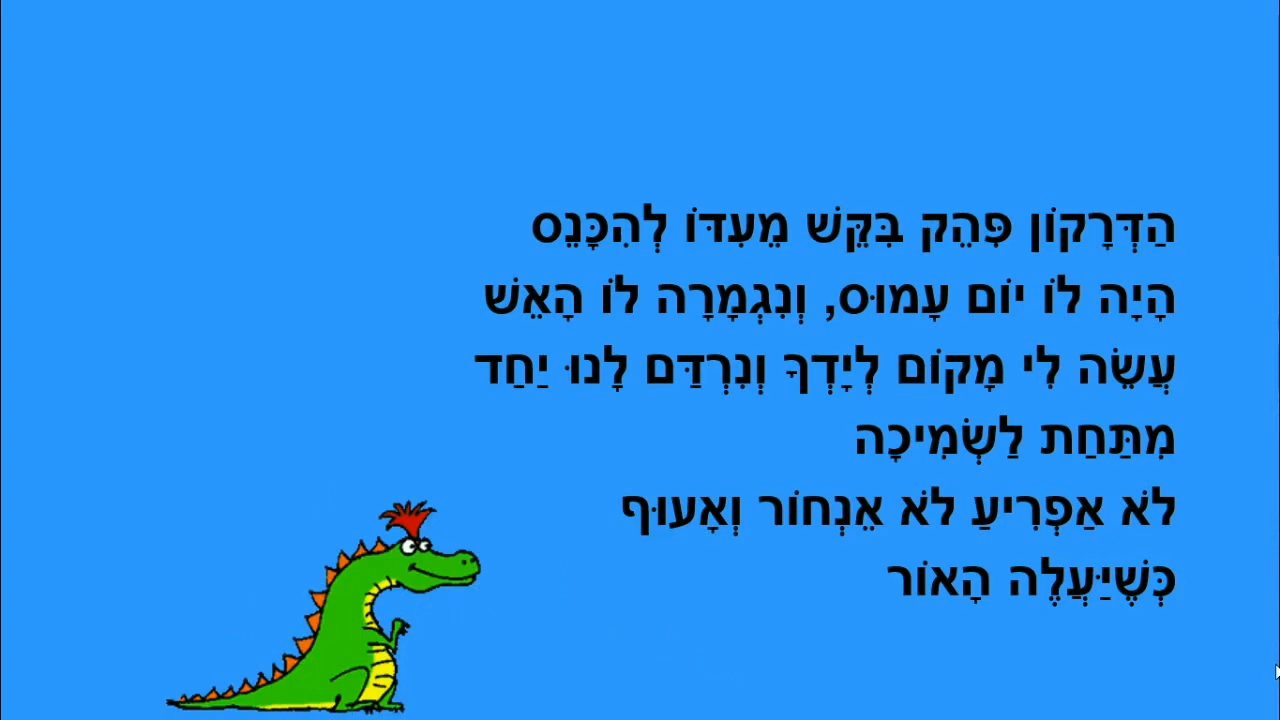 הַדְּרָקוֹן פִּהֵק בִּקֵּשׁ מֵעִדּוֹ לְהִכָּנֵס
הָיָה לוֹ יוֹם עָמוּס, וְנִגְמָרָה לוֹ הָאֵשׁ
עֲשֵׂה לִי מָקוֹם לְיָדְךָ וְנִרְדַּם לָנוּ יַחַד
מִתַּחַת לַשְּׂמִיכָה
לֹא אַפְרִיעַ לֹא אֵנְחוֹר וְאָעוּף
כְּשֶׁיַּעֲלֶה הָאוֹר